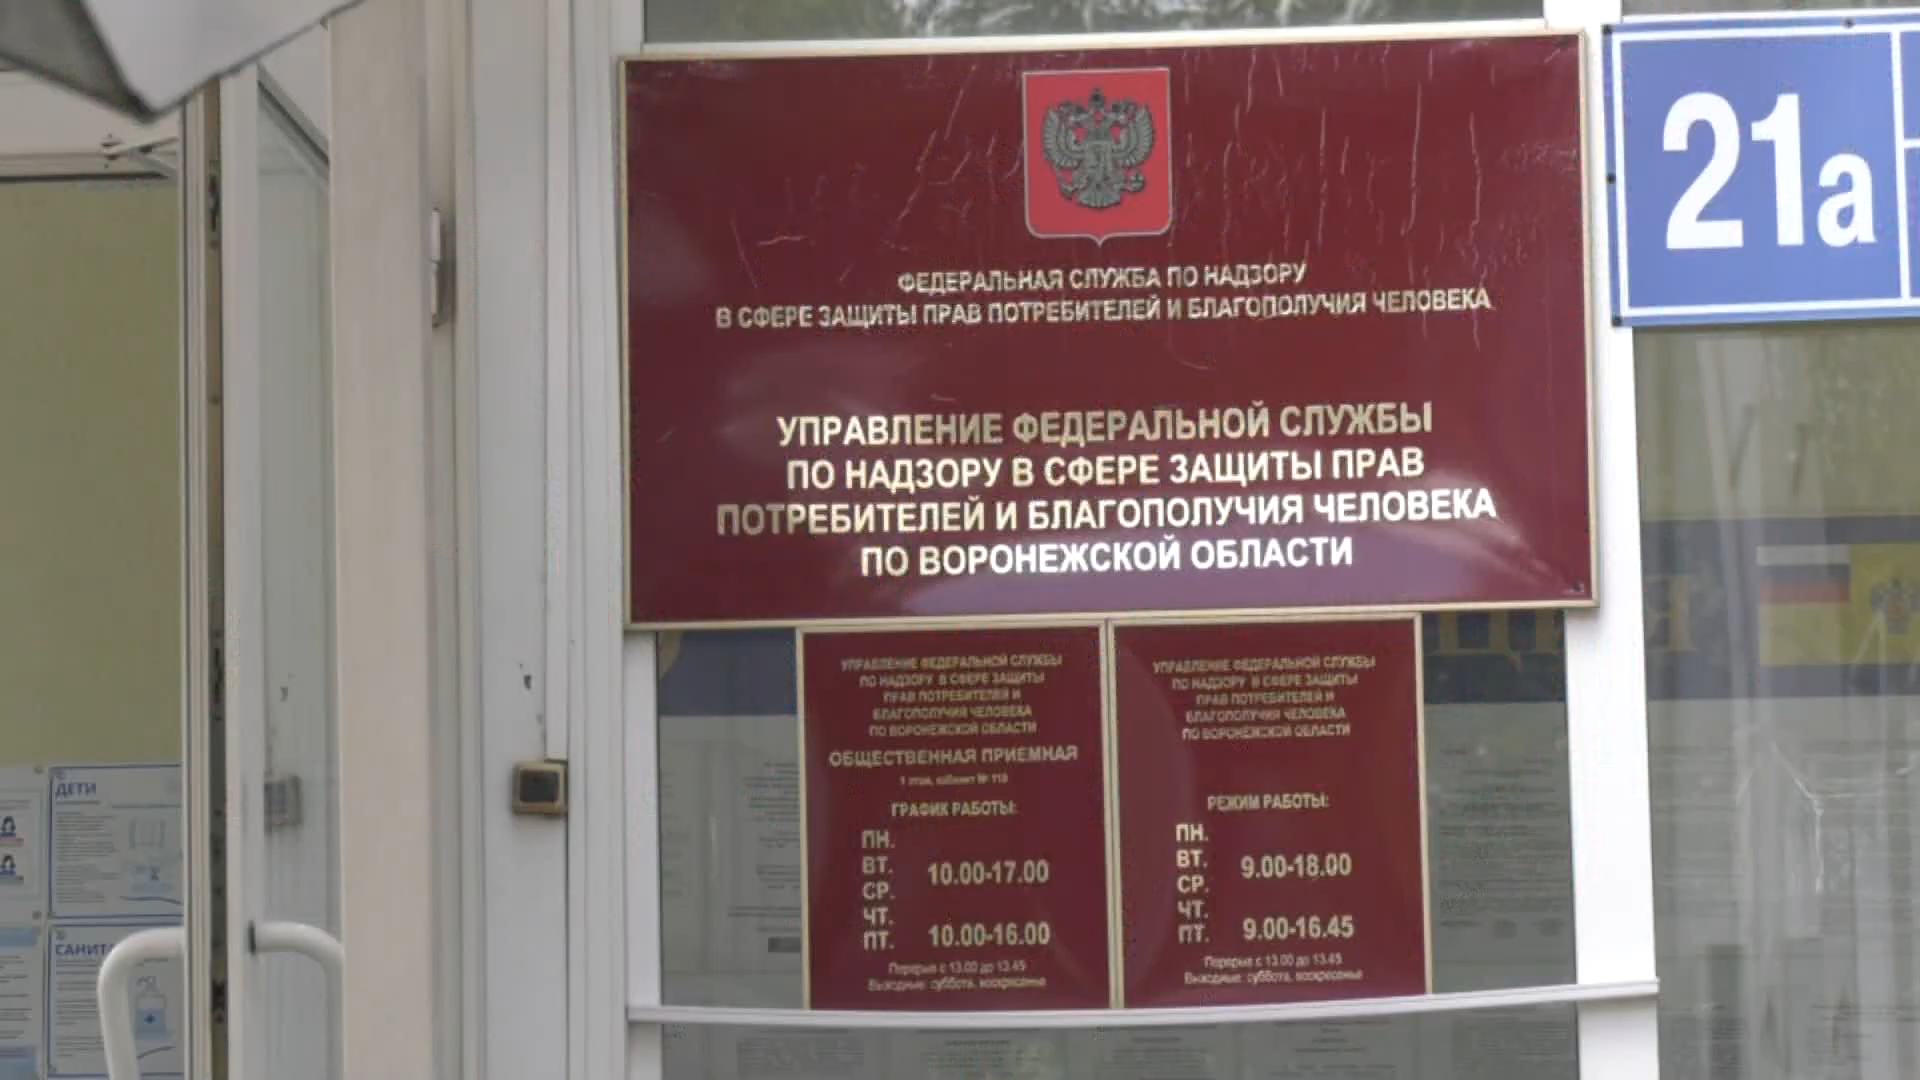 ФЕДЕРАЛЬНАЯ СЛУЖБА ПО НАДЗОРУ
В СФЕРЕ ЗАЩИТЫ ПРАВ ПОТРЕБИТЕЛЕЙ И БЛАГОПОЛУЧИЯ ЧЕЛОВЕКА
УПРАВЛЕНИЕ ФЕДЕРАЛЬНОЙ СЛУЖБЫ
ПО НАДЗОРУ В СФЕРЕ ЗАЩИТЫ ПРАВ
ПОТРЕБИТЕЛЕЙ И БЛАГОПОЛУЧИЯ ЧЕЛОВЕКА
ПО ВОРОНЕЖСКОЙ ОБЛАСТИ
21а
УПРАВЛЕНИЕ ФЕДЕРАЛЬНОЙ СЛУЖБЫ
ПО НАДЗОРУ В СФЕРЕ ЗАЩИТЫ
ПРАВ ПОТРЕБИТЕЛЕЙ И
БЛАГОПОЛУЧИЯ ЧЕЛОВЕКА
ПО ВОРОНЕЖСКОЙ ОБЛАСТИ
ОБЩЕСТВЕННАЯ ПРИЕМНАЯ
1 этаж, кабинет №
ГРАФИК РАБОТЫ:
ПН.
ВТ. 10.00-17.00
СР.
ЧТ.
ПТ. 10.00-16.00
Перерыв с 13.00 до 13.45
Выходные: суббота, воскресенье
УПРАВЛЕНИЕ ФЕДЕРАЛЬНОЙ СЛУЖБЫ
ПО НАДЗОРУ В СФЕРЕ ЗАЩИТЫ
ПРАВ ПОТРЕБИТЕЛЕЙ И
БЛАГОПОЛУЧИЯ ЧЕЛОВЕКА
ПО ВОРОНЕЖСКОЙ ОБЛАСТИ
РЕЖИМ РАБОТЫ:
ПН.
ВТ. 9.00-18.00
СР.
ЧТ.
ПТ. 9.00-16.45
Перерыв с 13.00 до 13.45
Выходные: суббота, воскресенье
ДЕТИ
САНИТ